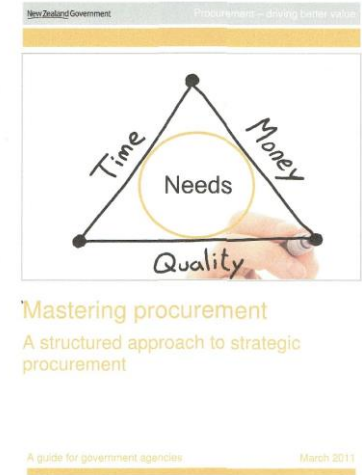 New Zealand Government
Procurement – driving better value
Time
Money
Needs
Quality
Mastering procurement
A structured approach to strategic
procurement
A guide for government agencies
March 2011